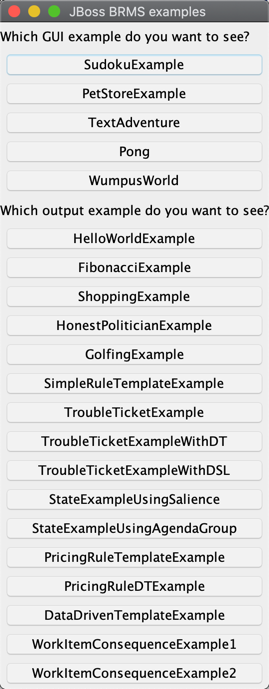 JBoss BRMS examples
Which GUI example do you want to see?
SudokuExample
PetStoreExample
TextAdventure
Pong
WumpusWorld
Which output example do you want to see?
HelloWorldExample
FibonacciExample
ShoppingExample
HonestPoliticianExample
GolfingExample
SimpleRuleTemplateExample
TroubleTicketExample
TroubleTicketExampleWithDT
TroubleTicketExampleWithDSL
StateExampleUsingSalience
StateExampleUsingAgendaGroup
PricingRuleTemplateExample
PricingRuleDTExample
DataDrivenTemplateExample
WorkItemConsequenceExample1
WorkItemConsequenceExample2